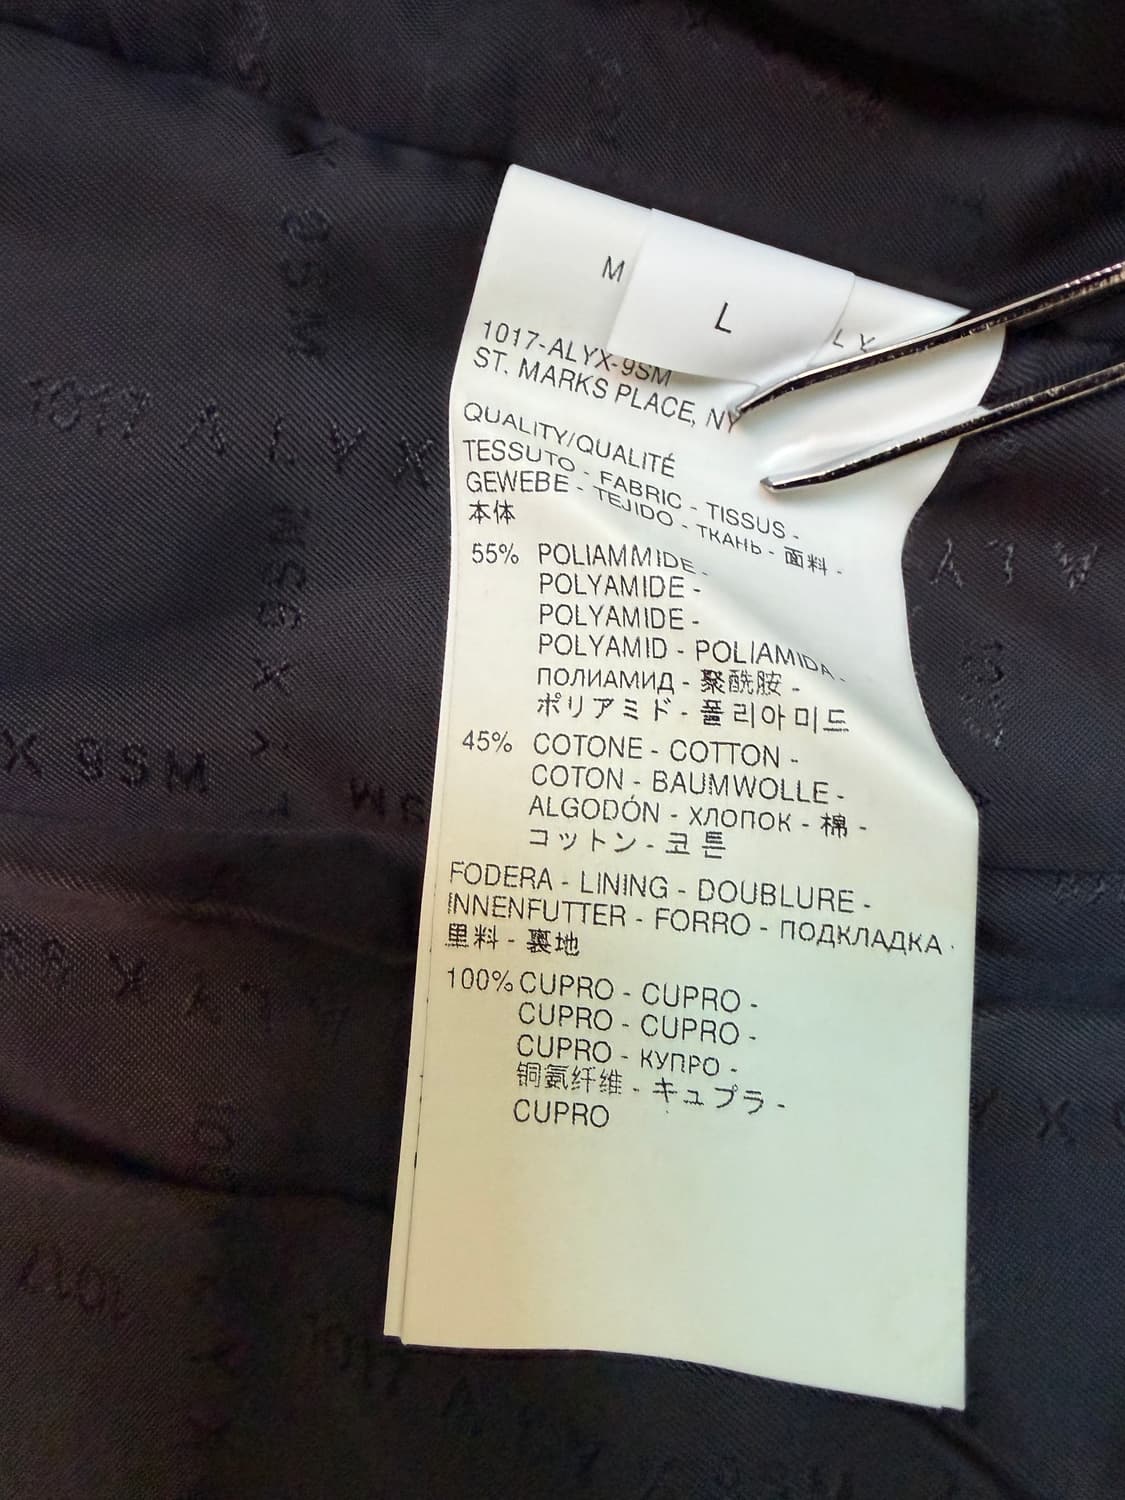 L
M LY
1017-ALYX-9SM
ST. MARKS PLACE, NY
QUALITY/QUALITÉ
TESSUTO - FABRIC - TISSUS -
GEWEBE - TEJIDO - ТКАНЬ - 面料 -
本体
55% POLIAMMIDE -
POLYAMIDE -
POLYAMIDE -
POLYAMID - POLIAMIDA -
ПОЛИАМИД - 聚酰胺 -
ポリアミド - 폴리아미드
45% COTONE - COTTON -
COTON - BAUMWOLLE -
ALGODÓN - ХЛОПОК - 棉 -
コットン - 코튼
FODERA - LINING - DOUBLURE -
INNENFUTTER - FORRO - ПОДКЛАДКА -
里料 - 裏地
100% CUPRO - CUPRO -
CUPRO - CUPRO -
CUPRO - КУПРО -
铜氨纤维 - キュプラ -
CUPRO
1017 ALYX
X 9SM